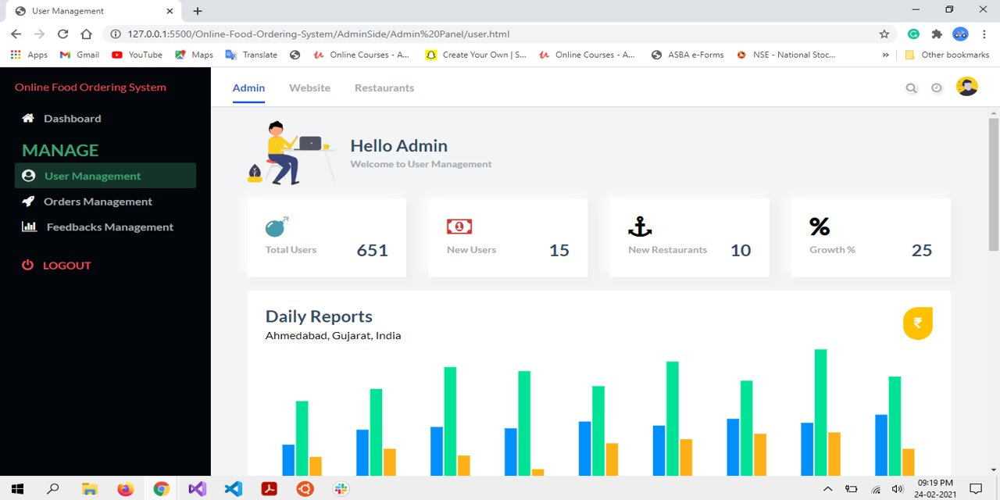 User Management
127.0.0.1:5500/Online-Food-Ordering-System/AdminSide/Admin%20Panel/user.html
Apps Gmail YouTube Maps Translate Online Courses - A... Create Your Own | S... Online Courses - A... ASBA e-Forms NSE - National Stoc... » Other bookmarks
Online Food Ordering System
Admin Website Restaurants
Dashboard
MANAGE
User Management
Orders Management
Feedbacks Management
LOGOUT
Hello Admin
Welcome to User Management
Total Users 651
New Users 15
New Restaurants 10
%
Growth % 25
Daily Reports
Ahmedabad, Gujarat, India
₹
09:19 PM
24-02-2021